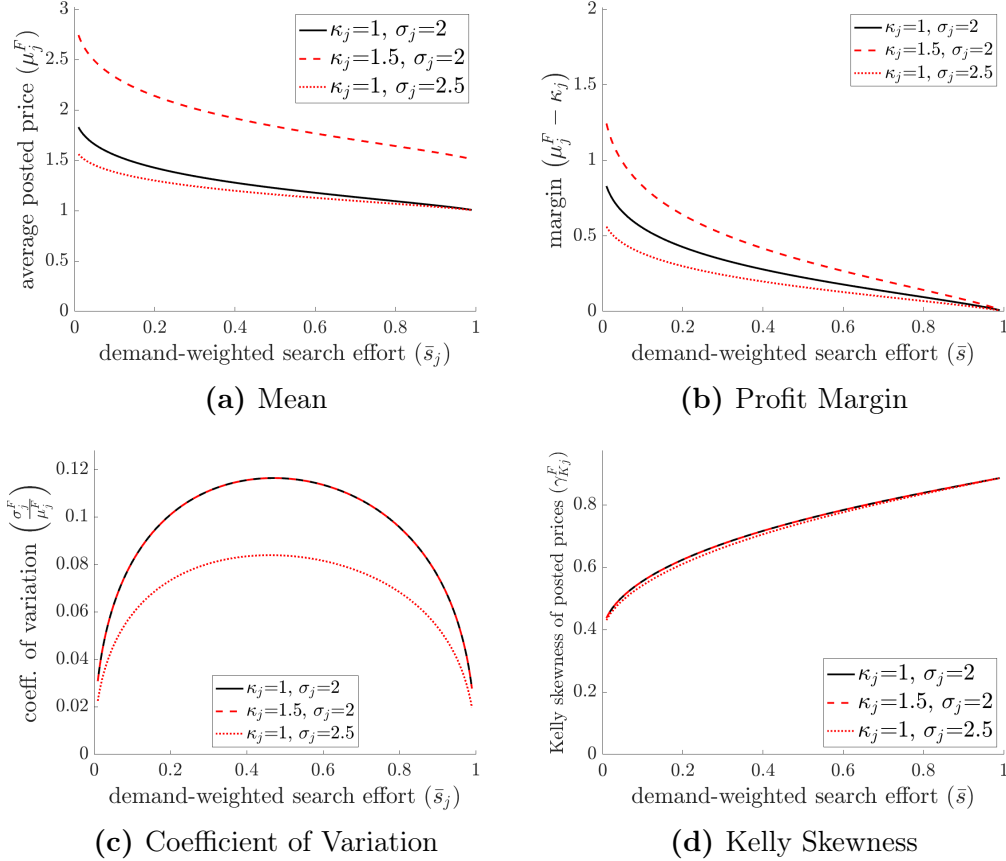 average posted price (μ_j^F)
3
2.5
2
1.5
1
0.5
0
κ_j=1, σ_j=2
κ_j=1.5, σ_j=2
κ_j=1, σ_j=2.5
0 0.2 0.4 0.6 0.8 1
demand-weighted search effort (s̄_j)
(a) Mean
margin (μ_j^F − κ_j)
2
1.5
1
0.5
0
κ_j=1, σ_j=2
κ_j=1.5, σ_j=2
κ_j=1, σ_j=2.5
0 0.2 0.4 0.6 0.8 1
demand-weighted search effort (s̄)
(b) Profit Margin
coeff. of variation (σ_j^F/μ_j^F)
0.12
0.1
0.08
0.06
0.04
0.02
0
κ_j=1, σ_j=2
κ_j=1.5, σ_j=2
κ_j=1, σ_j=2.5
0 0.2 0.4 0.6 0.8 1
demand-weighted search effort (s̄_j)
(c) Coefficient of Variation
Kelly skewness of posted prices (γ_{Kj}^F)
0.8
0.6
0.4
0.2
0
κ_j=1, σ_j=2
κ_j=1.5, σ_j=2
κ_j=1, σ_j=2.5
0 0.2 0.4 0.6 0.8 1
demand-weighted search effort (s̄)
(d) Kelly Skewness